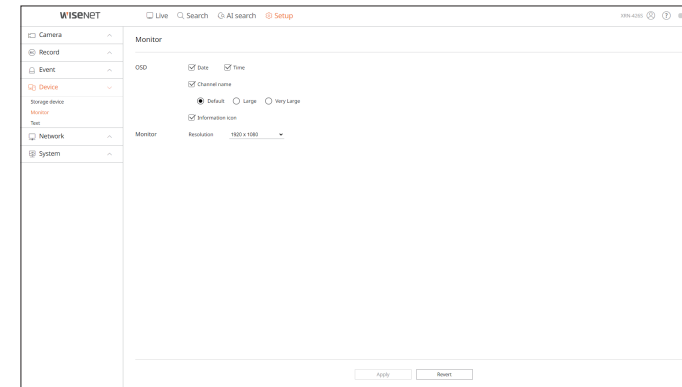 WISENET
Live Search AI search Setup XRN-426S
Camera
Record
Event
Device
Storage device
Monitor
Text
Network
System
Monitor
OSD Date Time
Channel name
Default Large Very Large
Information icon
Monitor Resolution 1920 x 1080
Apply Revert